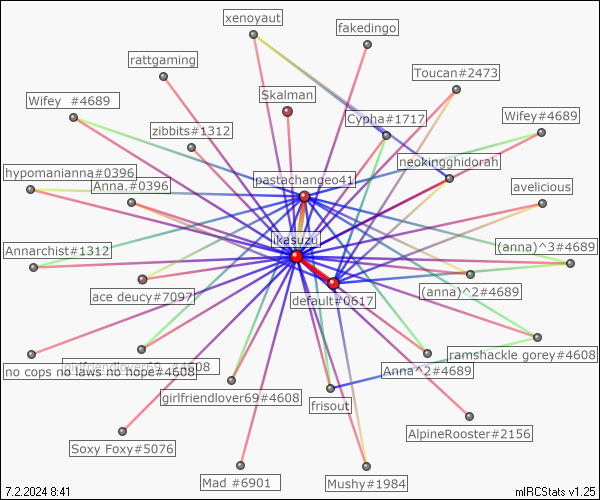 xenoyaut
fakedingo
rattgaming
Toucan#2473
Wifey #4689
Skalman
Cypha#1717
Wifey#4689
zibbits#1312
neokingghidorah
hypomanianna#0396
pastachangeo41
Anna.#0396
avelicious
ikasuzu
Annarchist#1312
(anna)^3#4689
ace deucy#7097
default#0617
(anna)^2#4689
ramshackle gorey#4608
girlfriendlover69 #4608
no cops no laws no hope#4608
Anna^2#4689
girlfriendlover69#4608
frisout
AlpineRooster#2156
Soxy Foxy#5076
Mad #6901
Mushy#1984
7.2.2024 8:41
mIRCStats v1.25